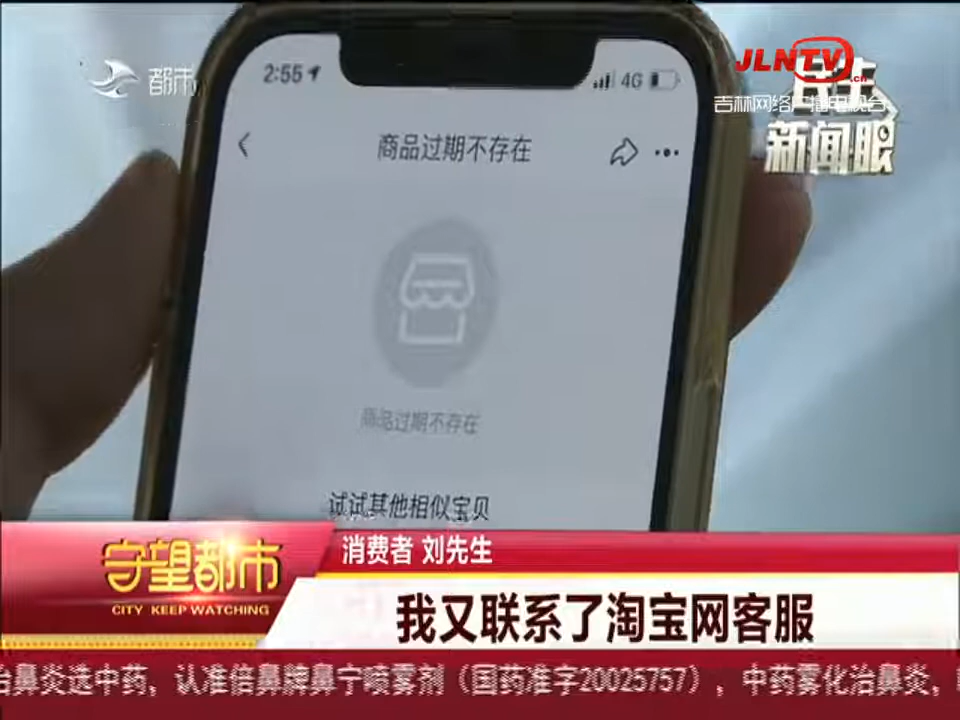 都市
JLNTV.cn
吉林网络广播电视台
新闻眼
2:55
4G
商品过期不存在
商品过期不存在
试试其他相似宝贝
守望都市
CITY KEEP WATCHING
消费者 刘先生
我又联系了淘宝网客服
治鼻炎选中药，认准倍鼻牌鼻宁喷雾剂（国药准字20025757），中药雾化治鼻炎，